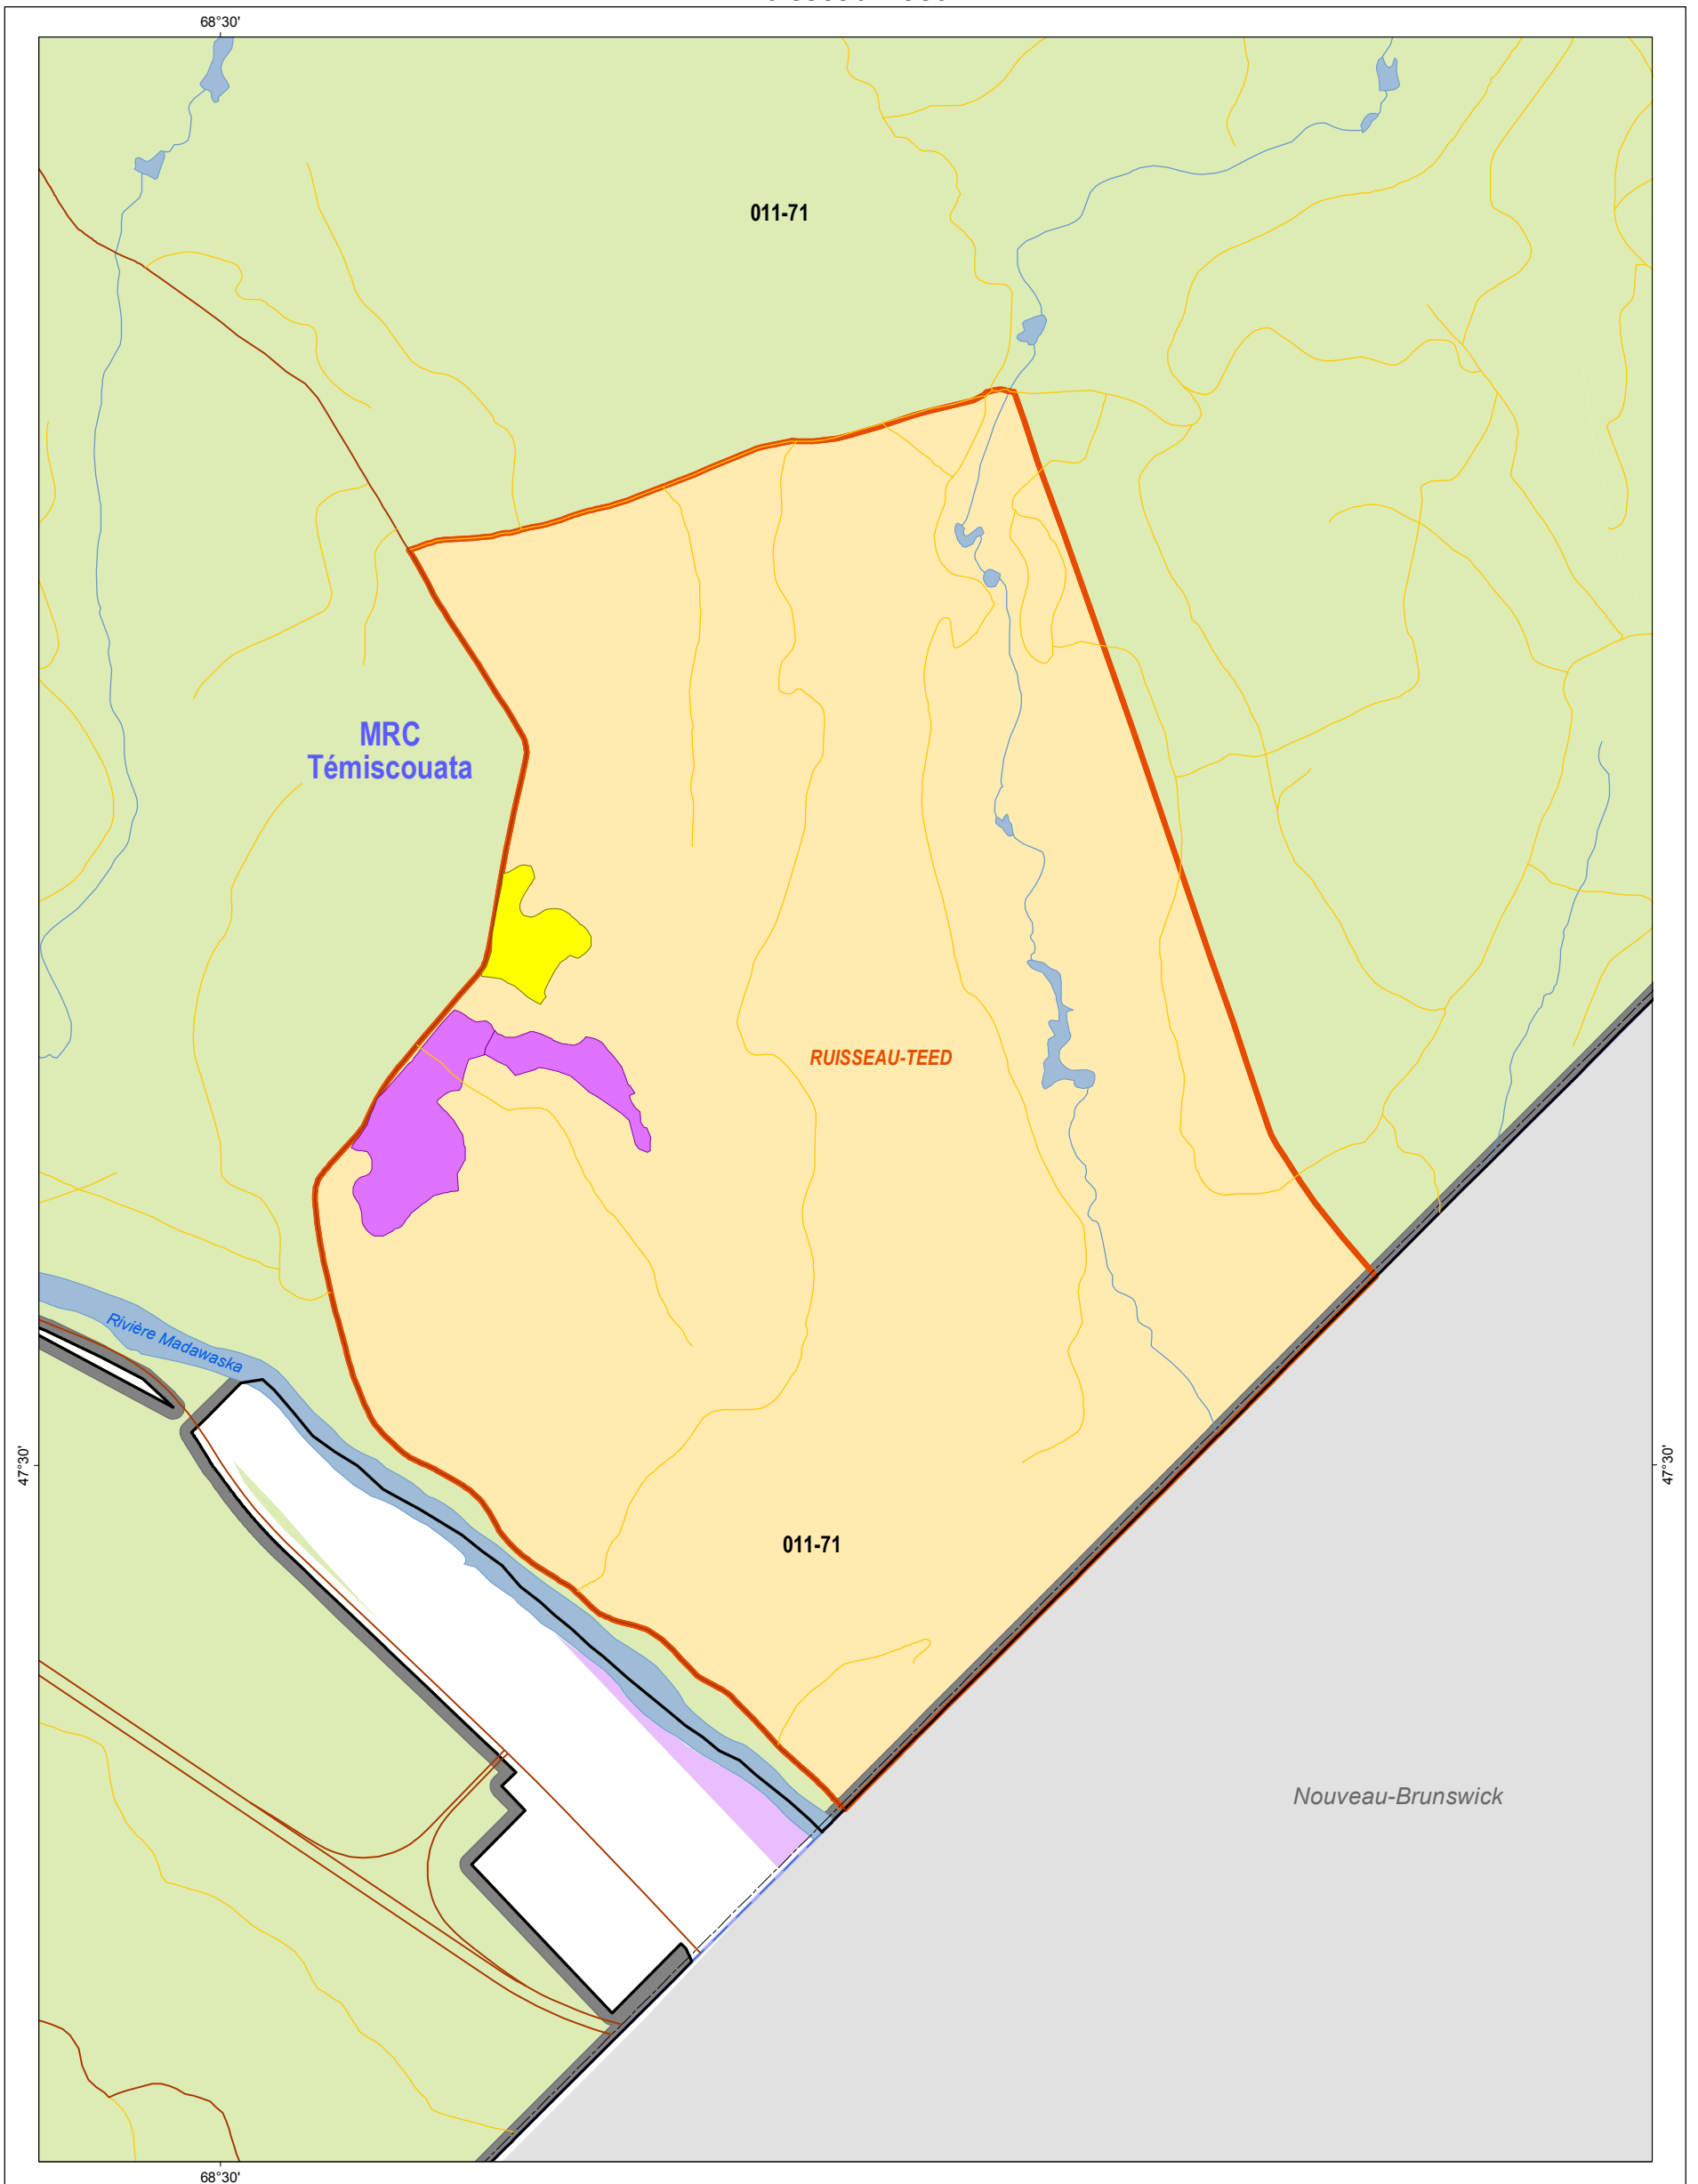 68°30'
011-71
MRC
Témiscouata
RUISSEAU-TEED
Rivière Madawaska
47°30'
47°30'
011-71
Nouveau-Brunswick
68°30'